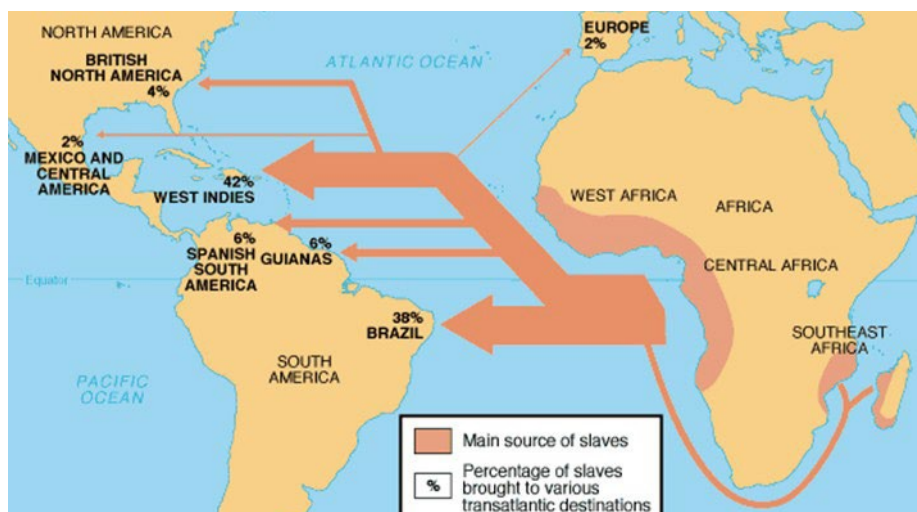 NORTH AMERICA
BRITISH
NORTH AMERICA
4%
ATLANTIC OCEAN
EUROPE
2%
2%
MEXICO AND
CENTRAL
AMERICA
42%
WEST INDIES
WEST AFRICA
AFRICA
6%
SPANISH
SOUTH
AMERICA
6%
GUIANAS
CENTRAL AFRICA
Equator
38%
BRAZIL
SOUTHEAST
AFRICA
SOUTH
AMERICA
PACIFIC
OCEAN
Main source of slaves
%
Percentage of slaves
brought to various
transatlantic destinations